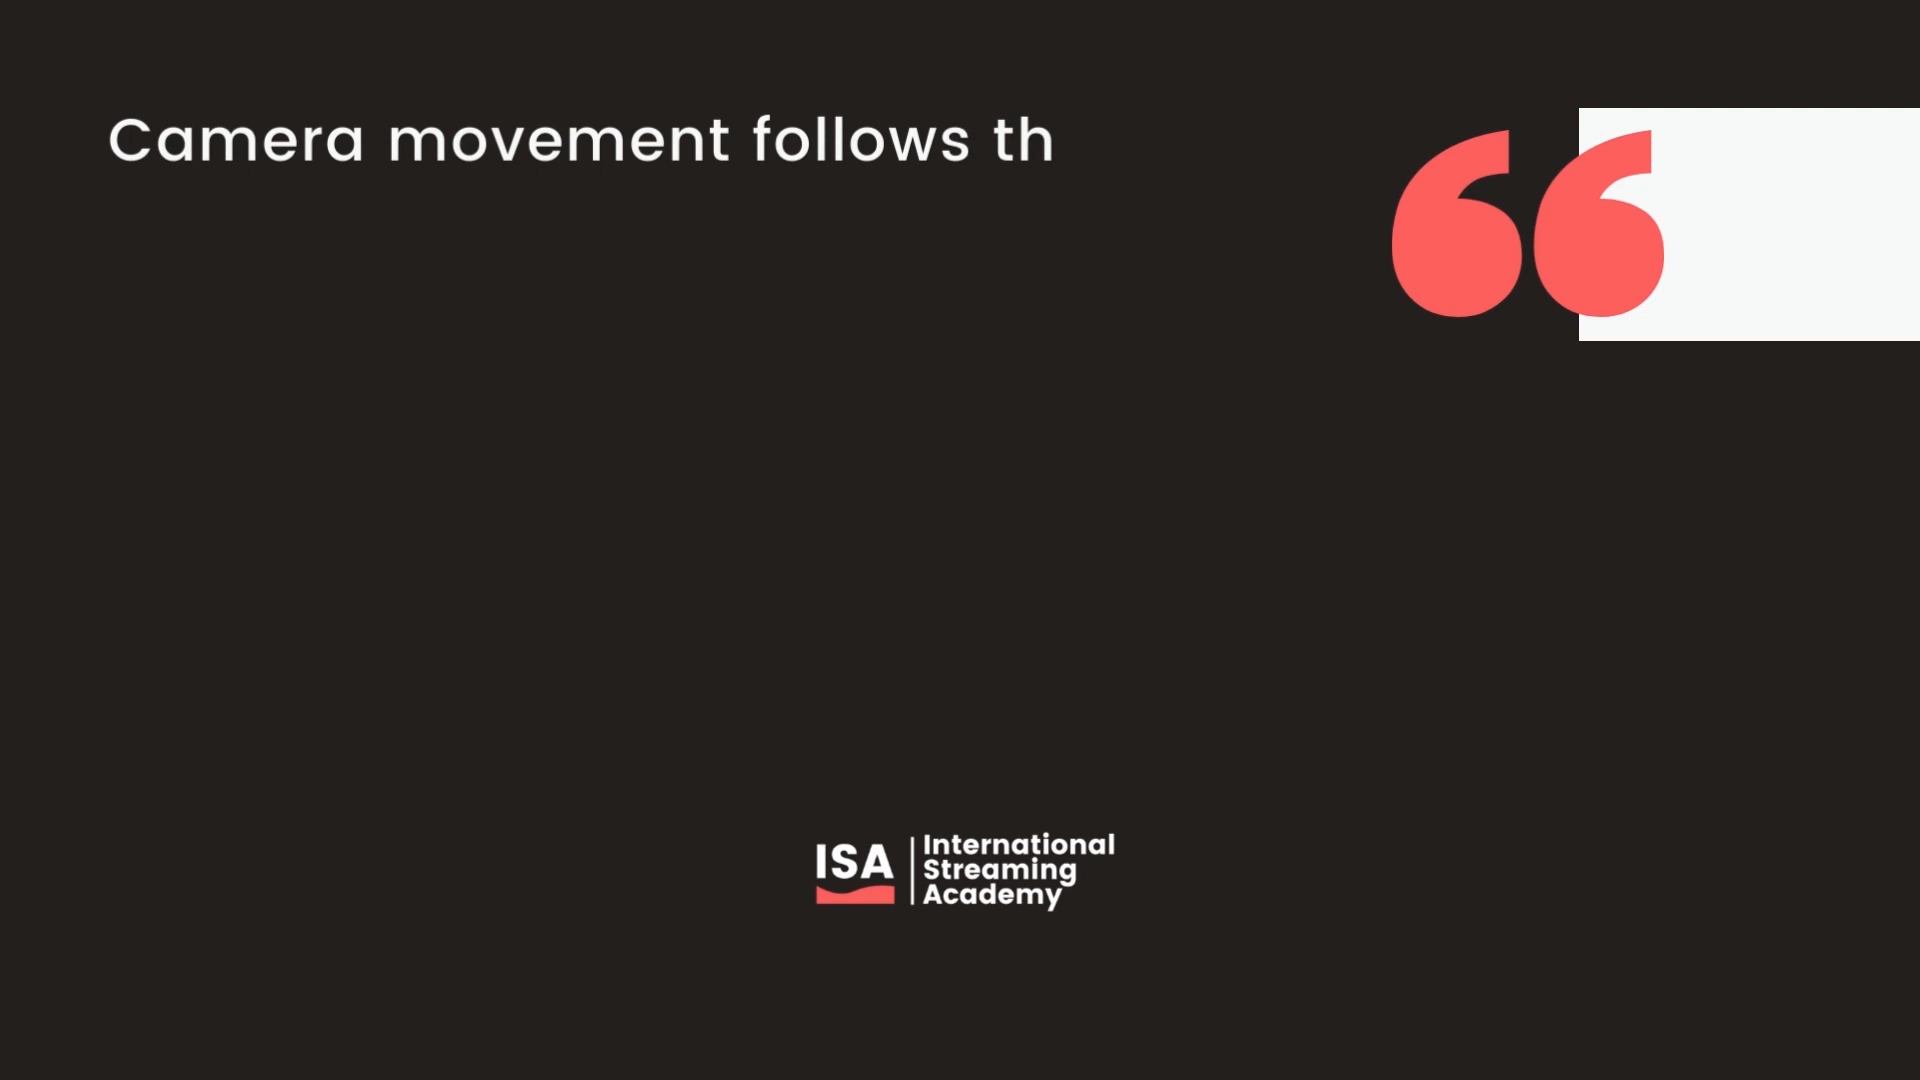 Camera movement follows th
ISA
International
Streaming
Academy